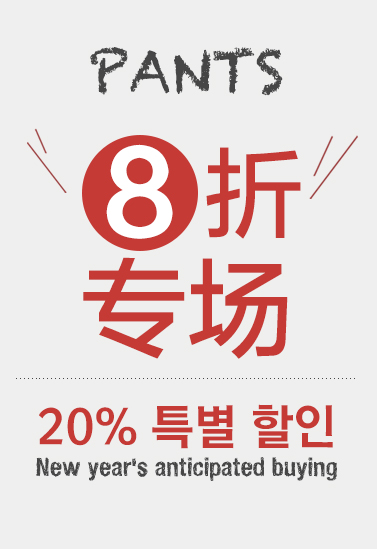 PANTS
8折
专场
20% 특별 할인
New year's anticipated buying